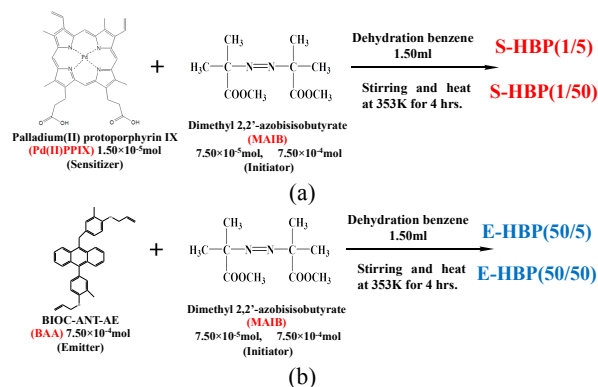 Pd
N
N
N
N
O
OH
O
OH
Palladium(II) protoporphyrin IX
(Pd(II)PPIX) 1.50×10⁻⁵mol
(Sensitizer)
+
CH₃ CH₃
H₃C—C—N=N—C—CH₃
COOCH₃ COOCH₃
Dimethyl 2,2'-azobisisobutyrate
(MAIB)
7.50×10⁻⁵mol, 7.50×10⁻⁴mol
(Initiator)
Dehydration benzene
1.50ml
Stirring and heat
at 353K for 4 hrs.
S-HBP(1/5)
S-HBP(1/50)
(a)
BIOC-ANT-AE
(BAA) 7.50×10⁻⁴mol
(Emitter)
+
CH₃ CH₃
H₃C—C—N=N—C—CH₃
COOCH₃ COOCH₃
Dimethyl 2,2'-azobisisobutyrate
(MAIB)
7.50×10⁻⁵mol, 7.50×10⁻⁴mol
(Initiator)
Dehydration benzene
1.50ml
Stirring and heat
at 353K for 4 hrs.
E-HBP(50/5)
E-HBP(50/50)
(b)